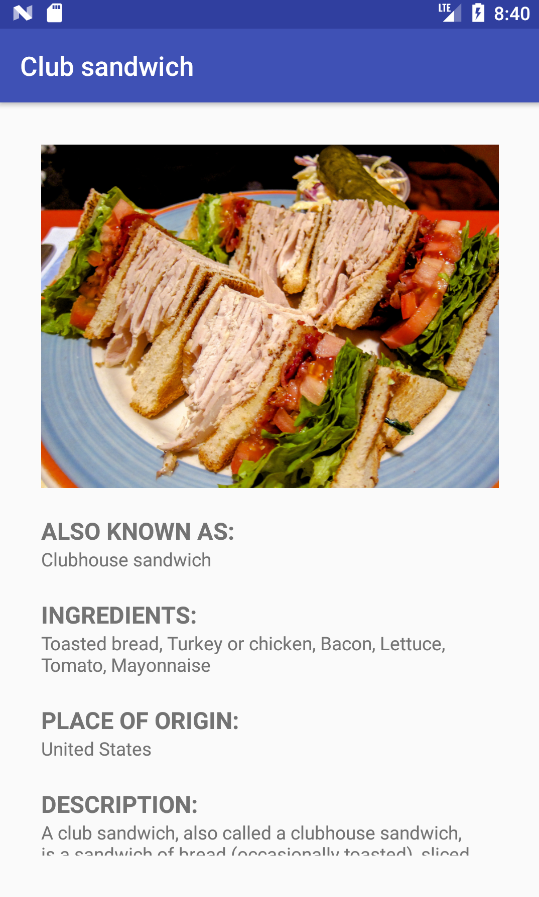 LTE 8:40
Club sandwich
ALSO KNOWN AS:
Clubhouse sandwich
INGREDIENTS:
Toasted bread, Turkey or chicken, Bacon, Lettuce,
Tomato, Mayonnaise
PLACE OF ORIGIN:
United States
DESCRIPTION:
A club sandwich, also called a clubhouse sandwich,
is a sandwich of bread (occasionally toasted), sliced